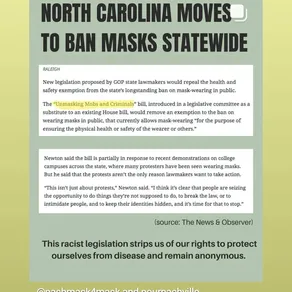 NORTH CAROLINA MOVES
TO BAN MASKS STATEWIDE
RALEIGH
New legislation proposed by GOP state lawmakers would repeal the health and
safety exemption from the state's longstanding ban on mask-wearing in public.
The "Unmasking Mobs and Criminals" bill, introduced in a legislative committee as a
substitute to an existing House bill, would remove an exemption to the ban on
wearing masks in public, that currently allows mask-wearing "for the purpose of
ensuring the physical health or safety of the wearer or others."
Newton said the bill is partially in response to recent demonstrations on college
campuses across the state, where many protesters have been seen wearing masks.
But he said that the protests aren't the only reason lawmakers want to take action.
"This isn't just about protests," Newton said. "I think it's clear that people are seizing
the opportunity to do things they're not supposed to do, to break the law, or to
intimidate people, and to keep their identities hidden, and it's time for that to stop."
(source: The News & Observer)
This racist legislation strips us of our rights to protect
ourselves from disease and remain anonymous.